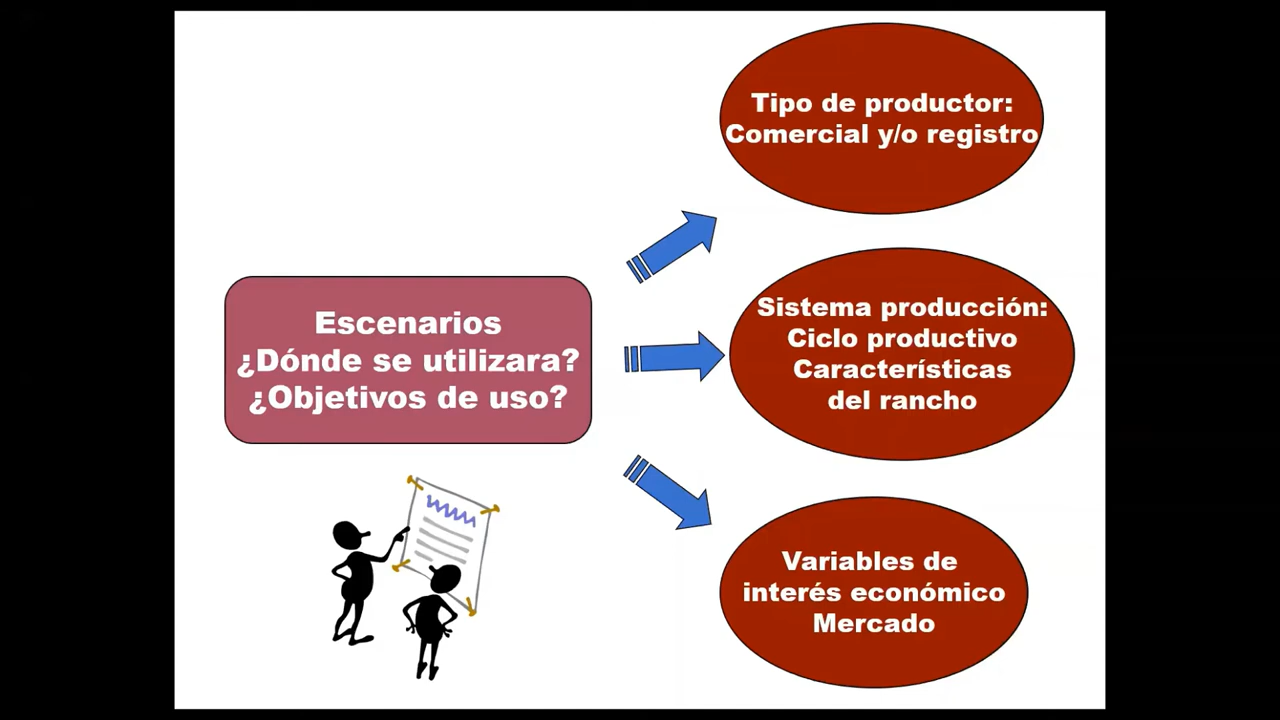 Escenarios
¿Dónde se utilizara?
¿Objetivos de uso?
Tipo de productor:
Comercial y/o registro
Sistema producción:
Ciclo productivo
Características
del rancho
Variables de
interés económico
Mercado